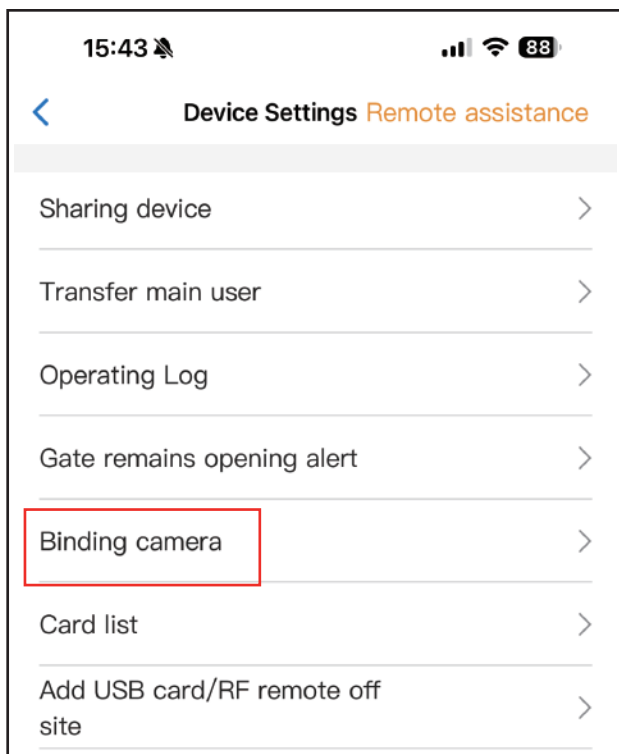 15:43 88
Device Settings Remote assistance
Sharing device
Transfer main user
Operating Log
Gate remains opening alert
Binding camera
Card list
Add USB card/RF remote off
site